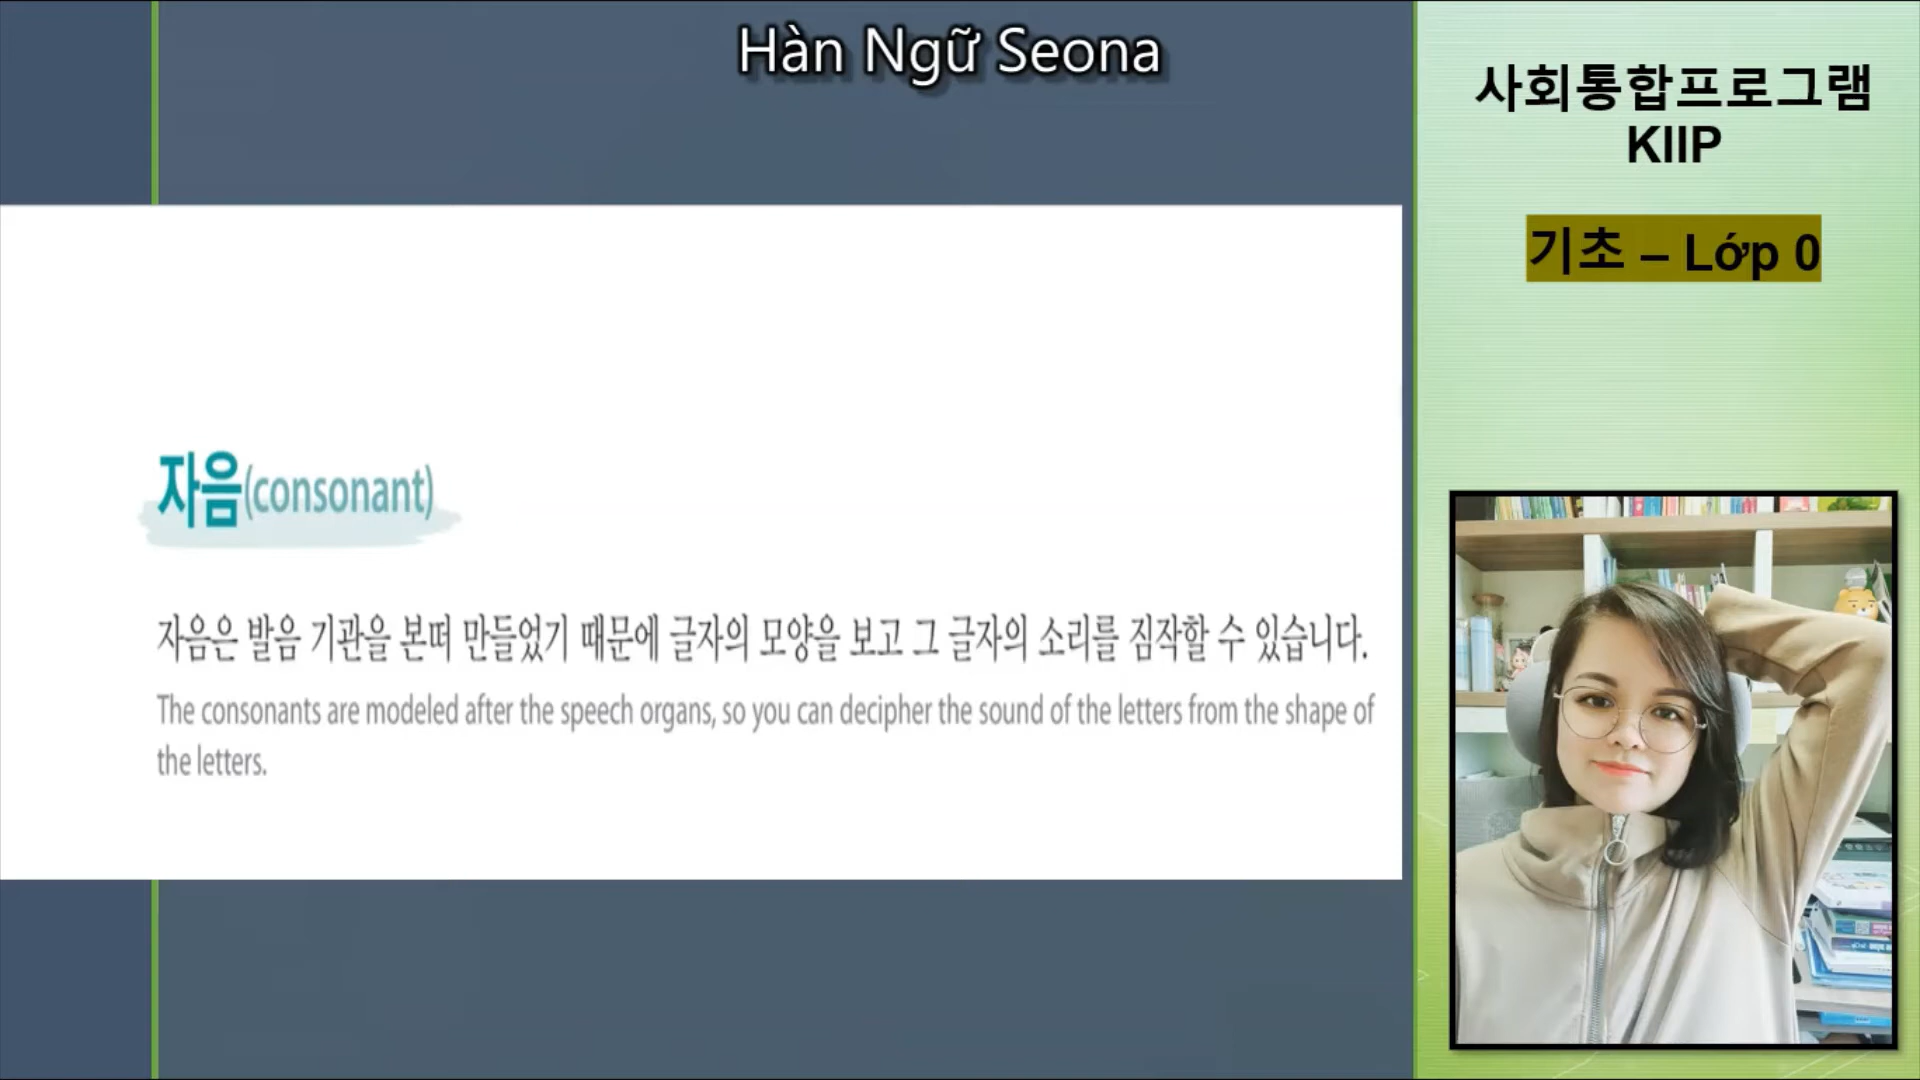 Hàn Ngữ Seona
사회통합프로그램
KIIP
기초 – Lớp 0
자음(consonant)
자음은 발음 기관을 본떠 만들었기 때문에 글자의 모양을 보고 그 글자의 소리를 짐작할 수 있습니다.
The consonants are modeled after the speech organs, so you can decipher the sound of the letters from the shape of
the letters.